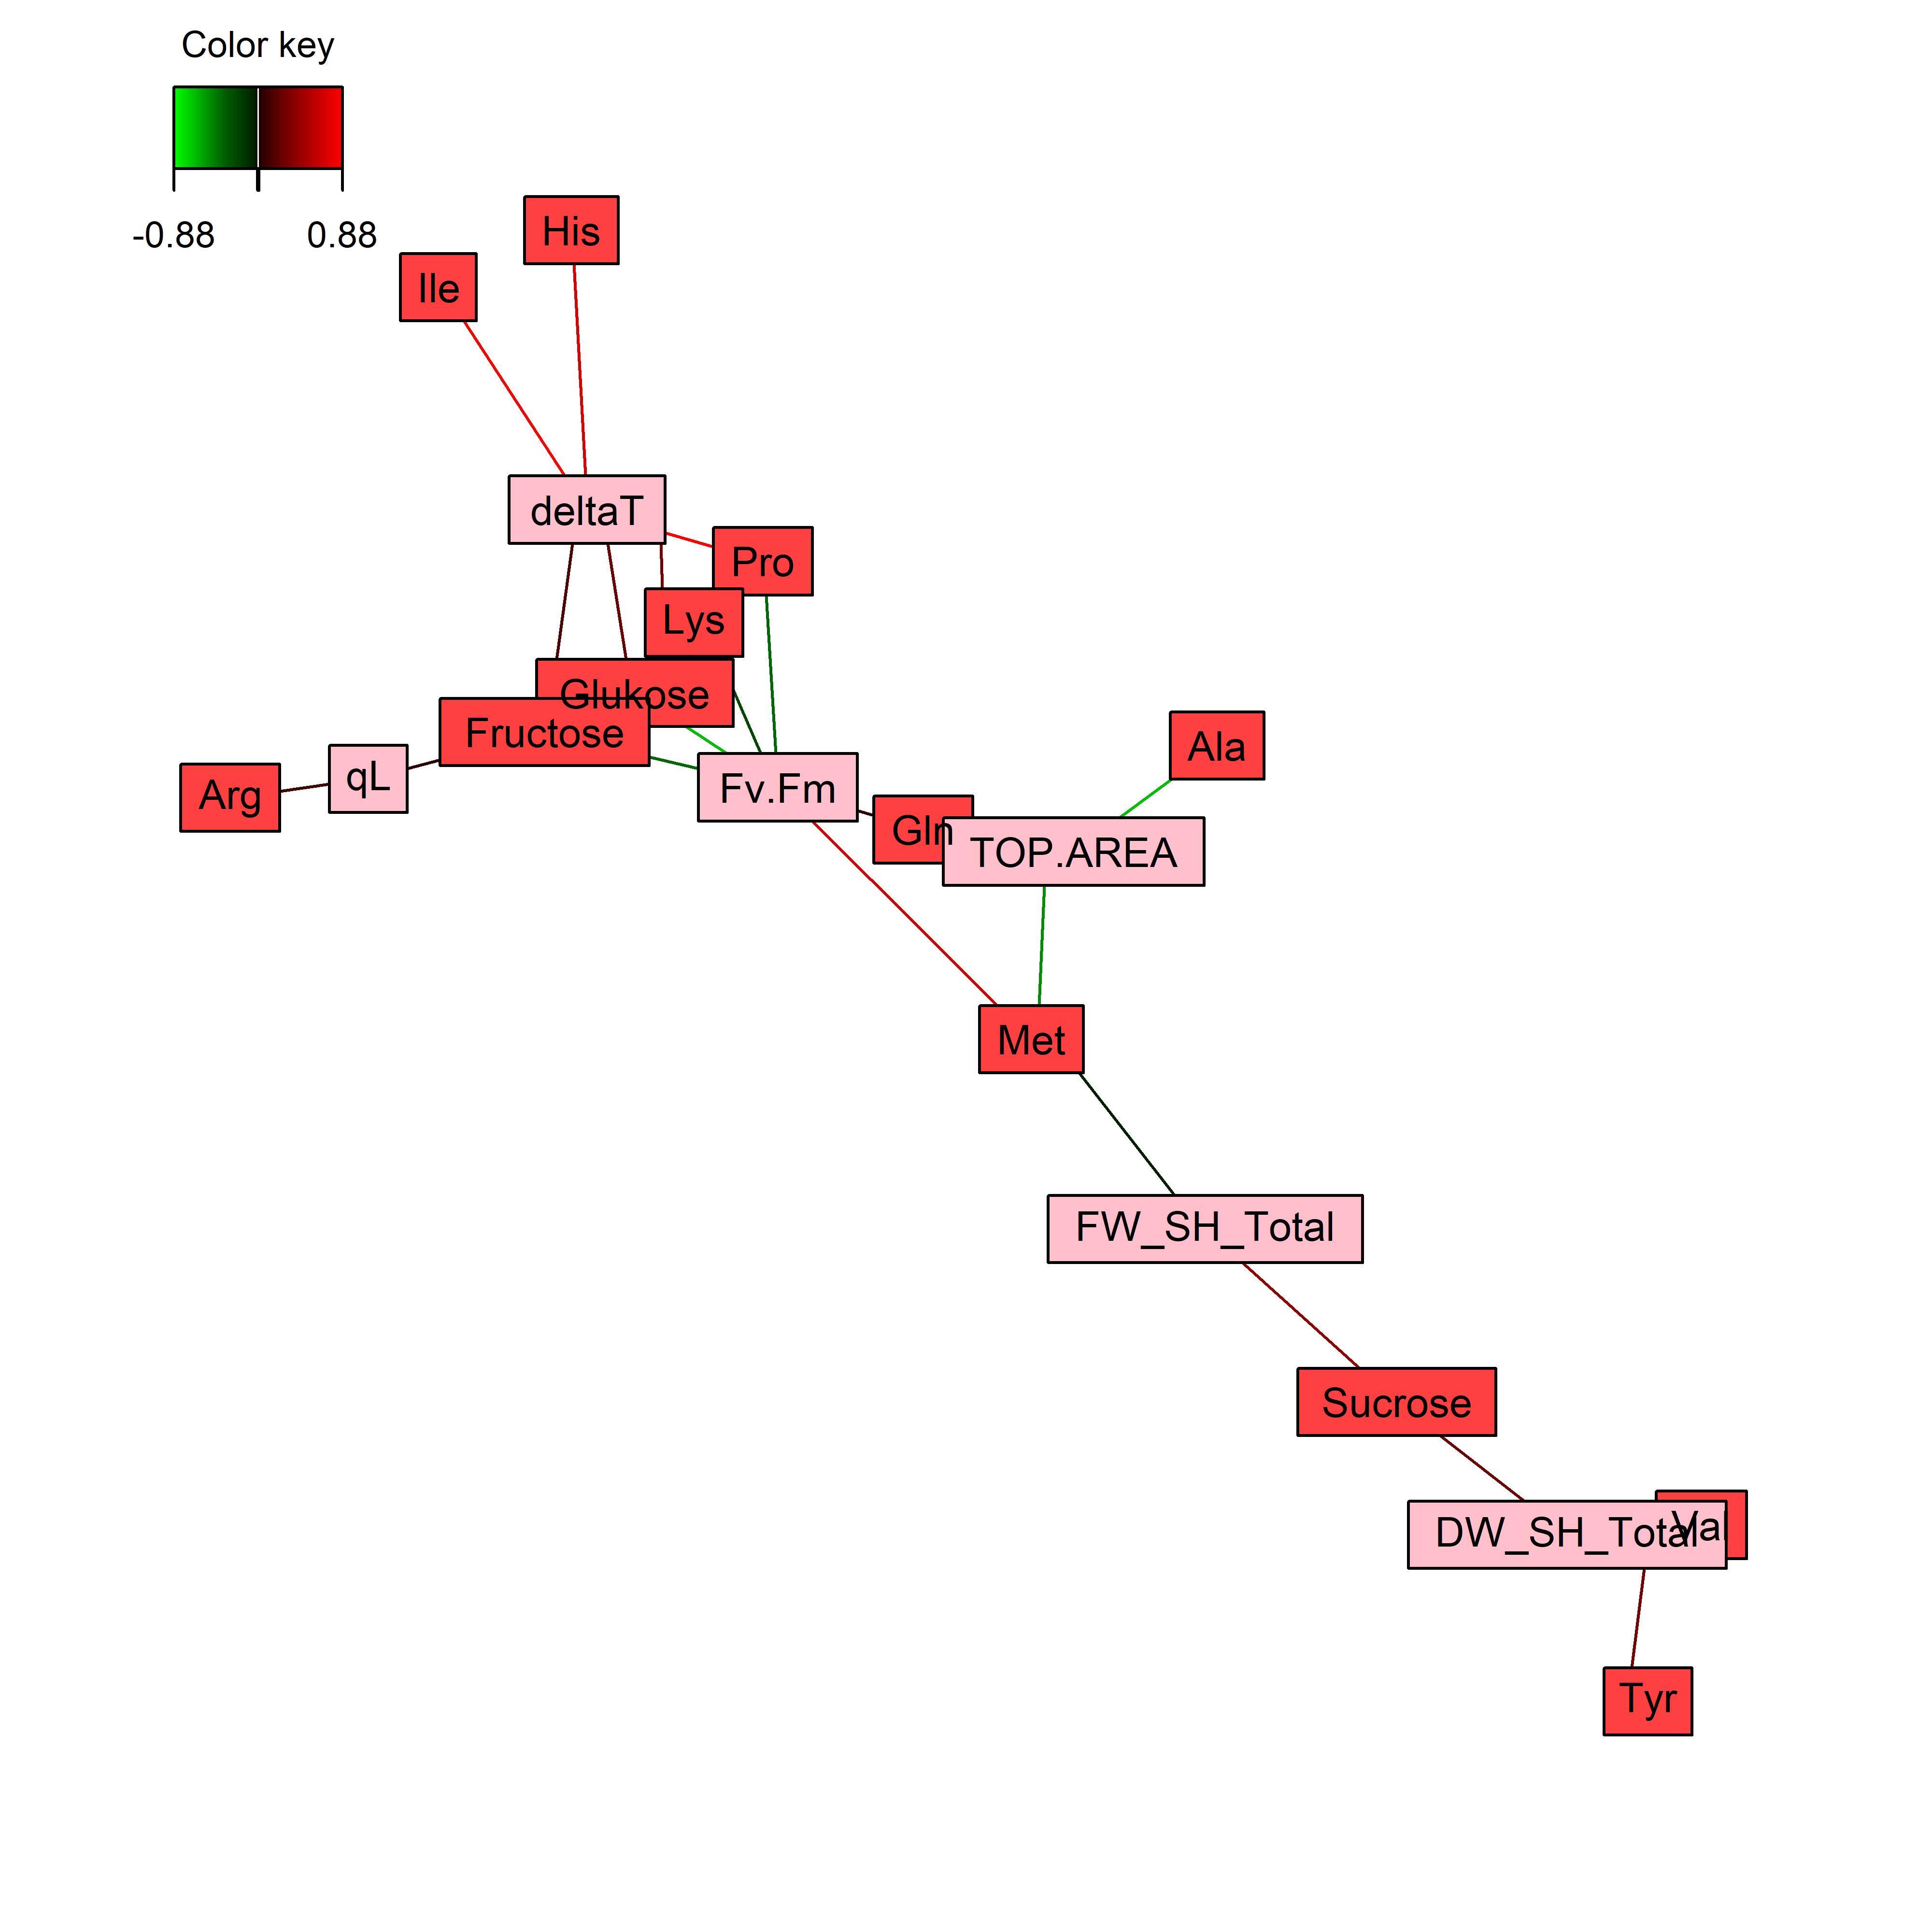 Color key
-0.88 0.88
His
Ile
deltaT
Pro
Lys
Glukose
Fructose
Ala
qL
Fv.Fm
Arg
Gln
TOP.AREA
Met
FW_SH_Total
Sucrose
DW_SH_Total
Val
Tyr